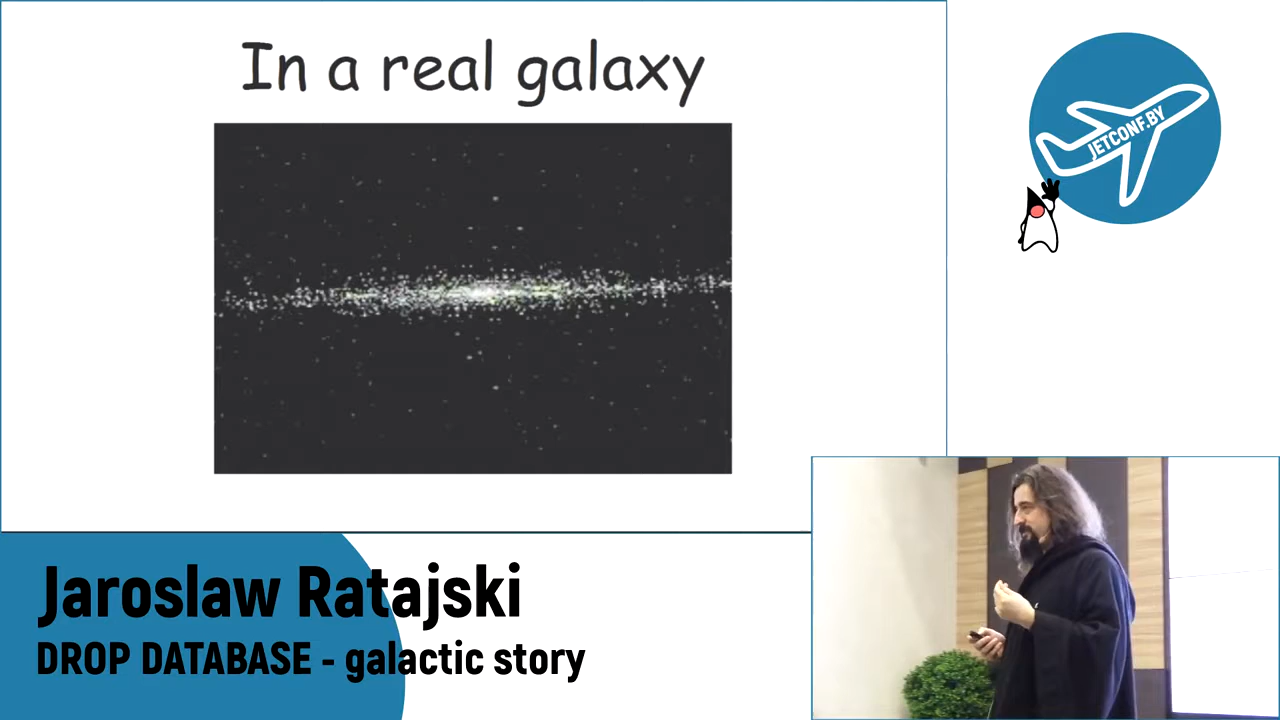 In a real galaxy
JETCONF.BY
Jaroslaw Ratajski
DROP DATABASE - galactic story